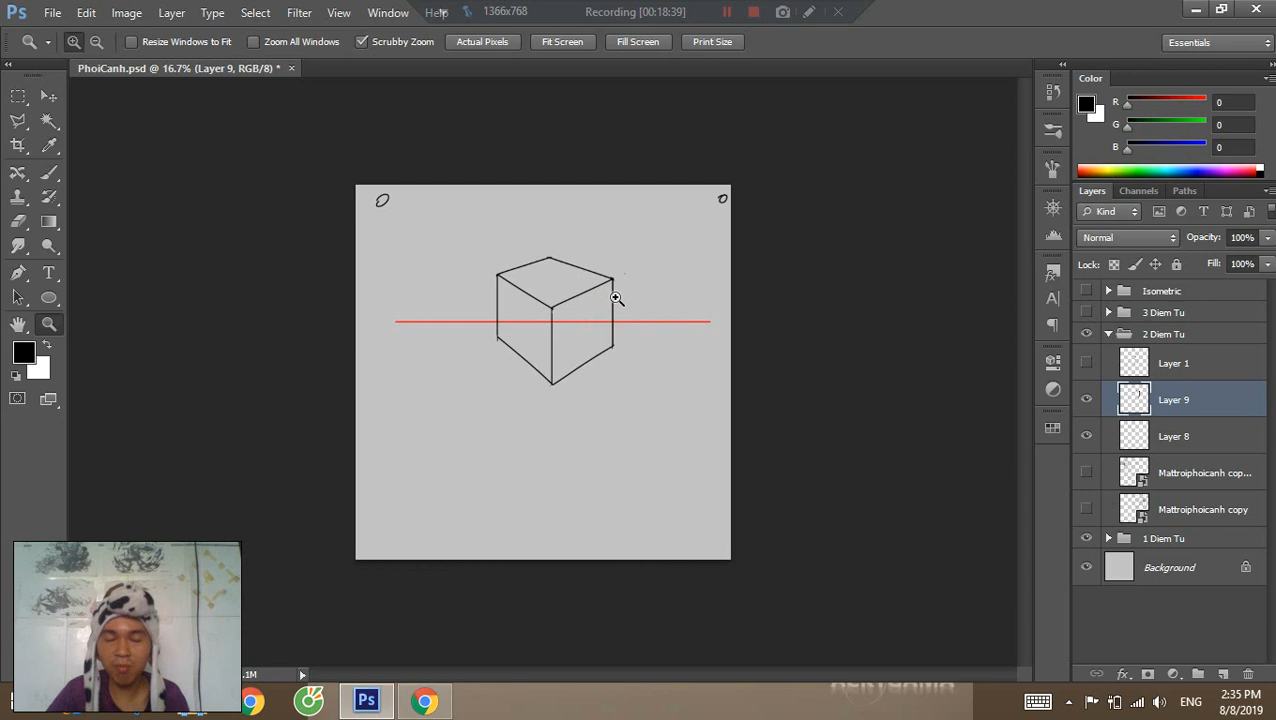 Ps File Edit Image Layer Type Select Filter View Window Help 1366x768 Recording [00:18:39]
Resize Windows to Fit Zoom All Windows Scrubby Zoom Actual Pixels Fit Screen Fill Screen Print Size Essentials
PhoiCanh.psd @ 16.7% (Layer 9, RGB/8) * ×
Color
R 0
G 0
B 0
Layers Channels Paths
Kind
Normal Opacity: 100%
Lock: Fill: 100%
Isometric
3 Diem Tu
2 Diem Tu
Layer 1
Layer 9
Layer 8
Mattroiphoicanh cop...
Mattroiphoicanh copy
1 Diem Tu
Background
.1M
Ps
ENG
2:35 PM
8/8/2019